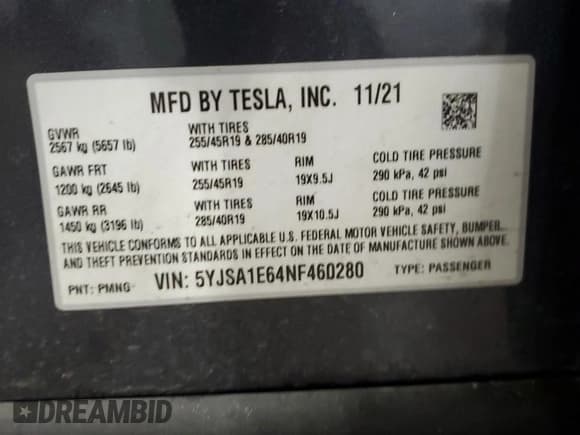 MFD BY TESLA, INC. 11/21
GVWR
2567 kg (5657 lb)
WITH TIRES
255/45R19 & 285/40R19
GAWR FRT
1200 kg (2645 lb)
WITH TIRES
255/45R19
RIM
19X9.5J
COLD TIRE PRESSURE
290 kPa, 42 psi
GAWR RR
1450 kg (3196 lb)
WITH TIRES
285/40R19
RIM
19X10.5J
COLD TIRE PRESSURE
290 kPa, 42 psi
THIS VEHICLE CONFORMS TO ALL APPLICABLE U.S. FEDERAL MOTOR VEHICLE SAFETY, BUMPER,
AND THEFT PREVENTION STANDARDS IN EFFECT ON THE DATE OF MANUFACTURE SHOWN ABOVE.
PNT: PMNG
VIN: 5YJSA1E64NF460280
TYPE: PASSENGER
DREAMBID